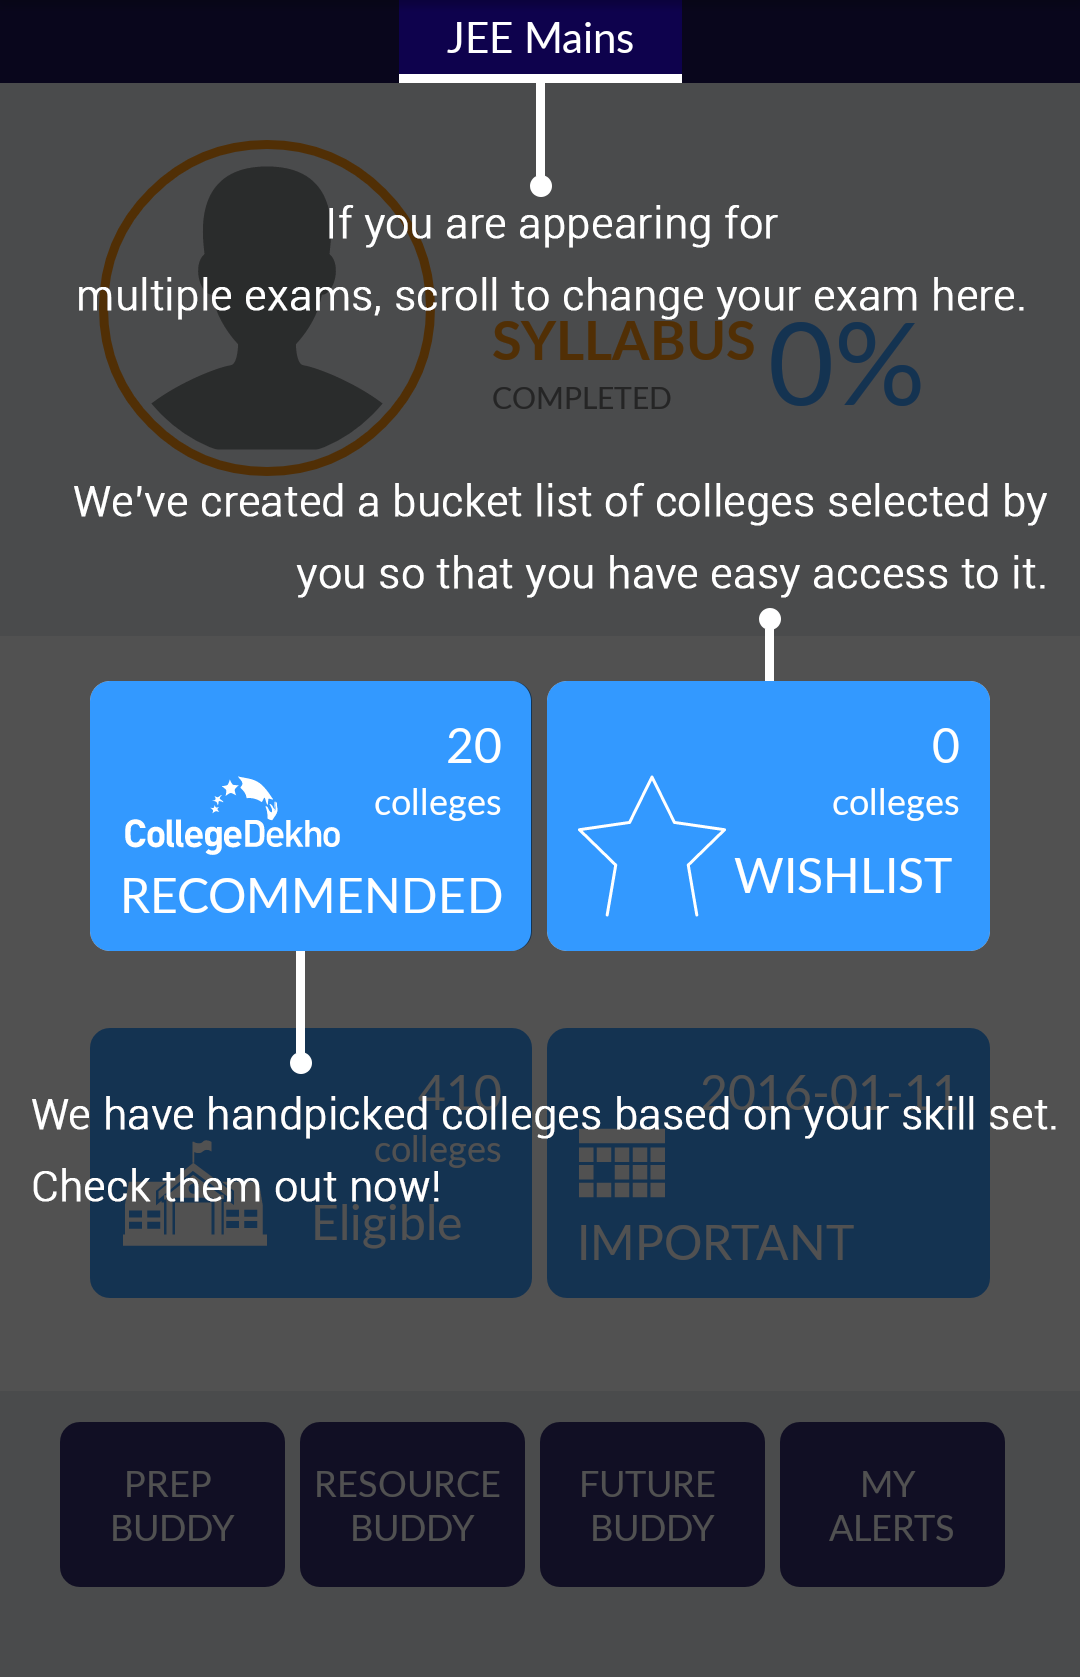 JEE Mains
If you are appearing for
multiple exams, scroll to change your exam here.
SYLLABUS 0%
COMPLETED
We've created a bucket list of colleges selected by
you so that you have easy access to it.
20
colleges
CollegeDekho
RECOMMENDED
0
colleges
WISHLIST
We have handpicked colleges based on your skill set.
Check them out now!
410
colleges
Eligible
2016-01-11
IMPORTANT
PREP
BUDDY
RESOURCE
BUDDY
FUTURE
BUDDY
MY
ALERTS